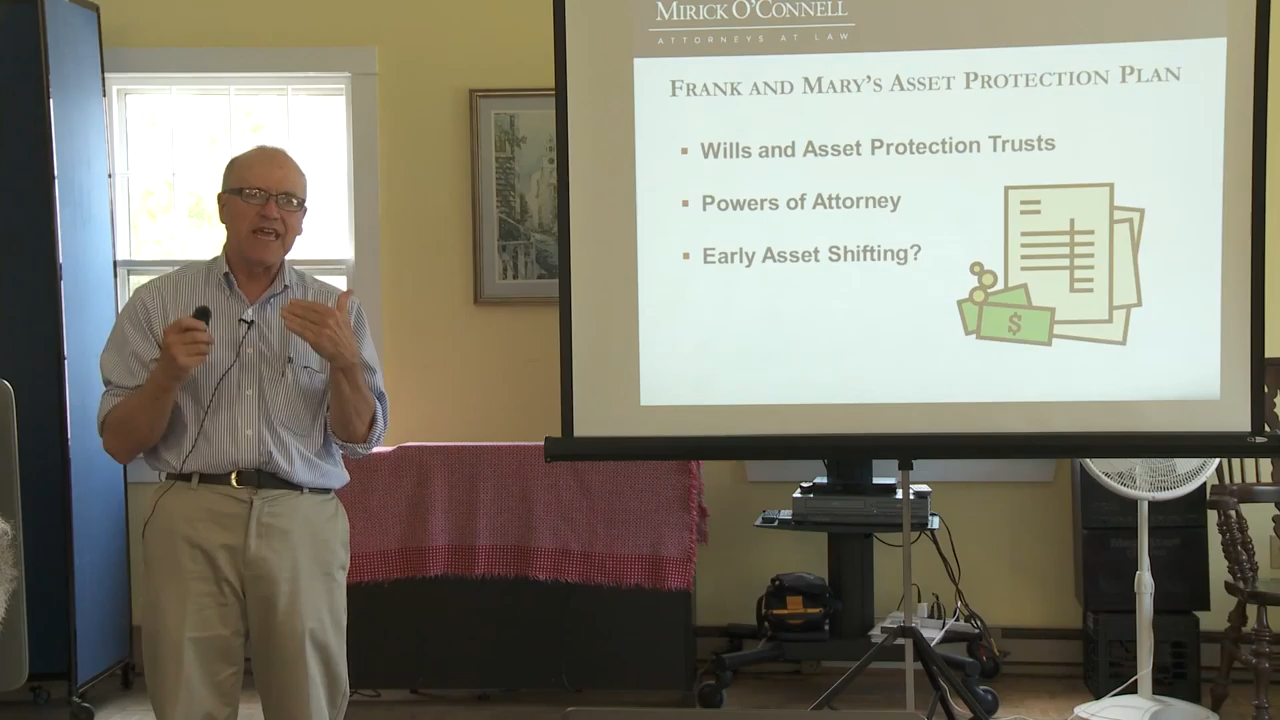 MIRICK O'CONNELL
ATTORNEYS AT LAW
FRANK AND MARY'S ASSET PROTECTION PLAN
▪ Wills and Asset Protection Trusts
▪ Powers of Attorney
▪ Early Asset Shifting?
$